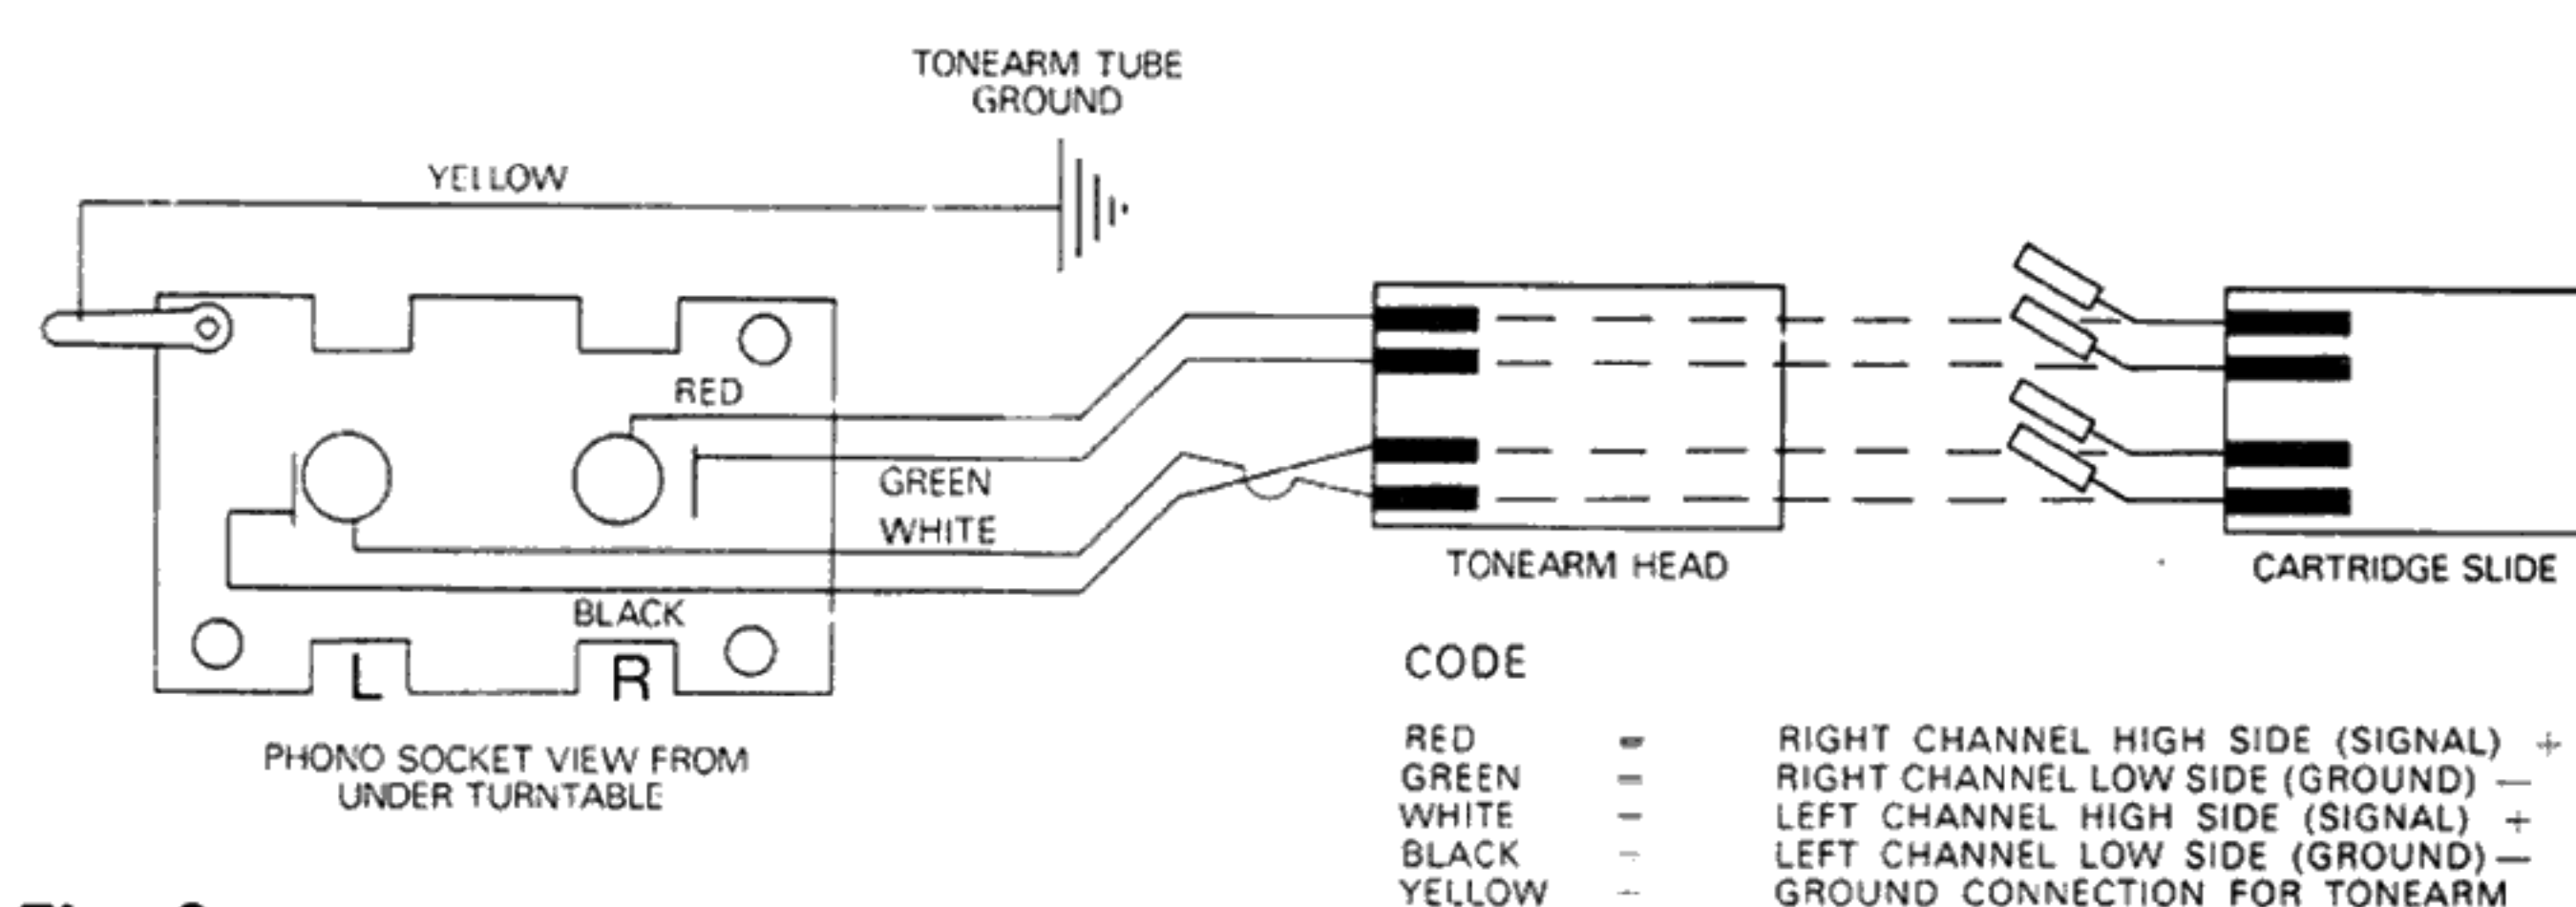 TONEARM TUBE
GROUND
YELLOW
RED
GREEN
WHITE
BLACK
L R
PHONO SOCKET VIEW FROM
UNDER TURNTABLE
TONEARM HEAD
CARTRIDGE SLIDE
CODE
RED - RIGHT CHANNEL HIGH SIDE (SIGNAL) +
GREEN - RIGHT CHANNEL LOW SIDE (GROUND) —
WHITE - LEFT CHANNEL HIGH SIDE (SIGNAL) +
BLACK - LEFT CHANNEL LOW SIDE (GROUND) —
YELLOW - GROUND CONNECTION FOR TONEARM